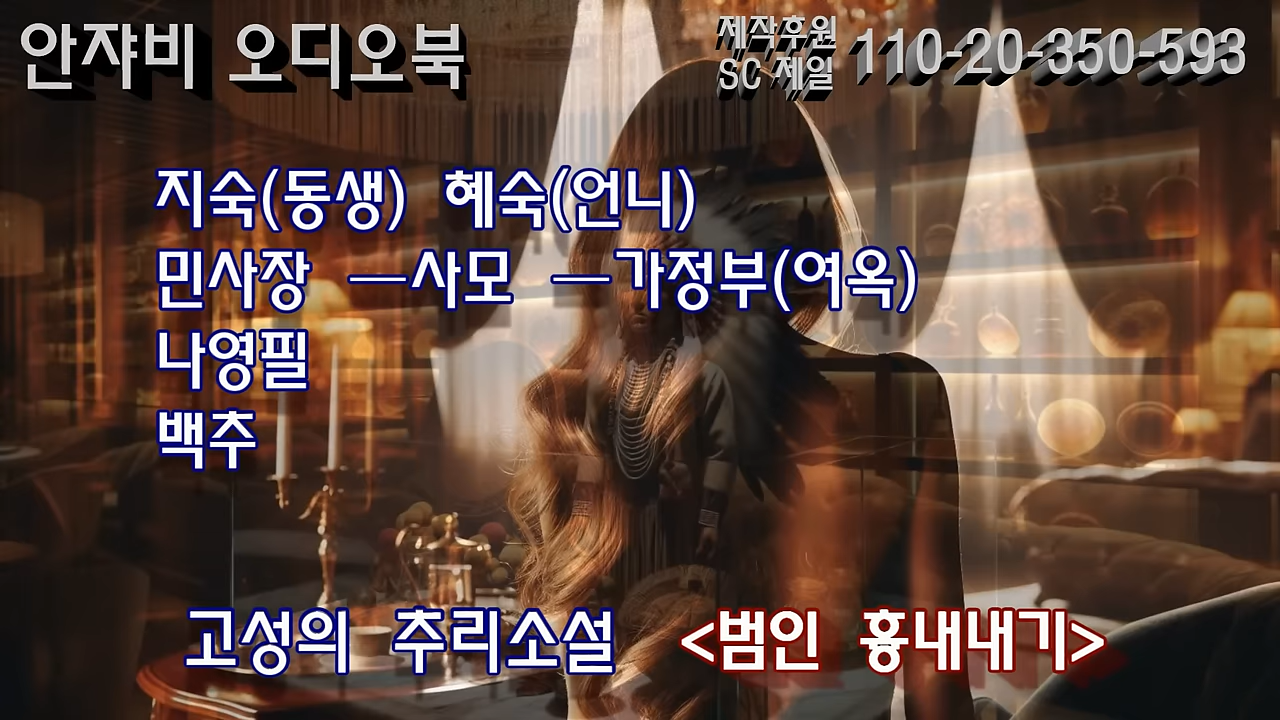 안쟈비 오디오북
제작후원
SC 제일
110-20-350-593
지숙(동생) 혜숙(언니)
민사장 —사모 —가정부(여옥)
나영필
백추
고성의 추리소설 <범인 흉내내기>